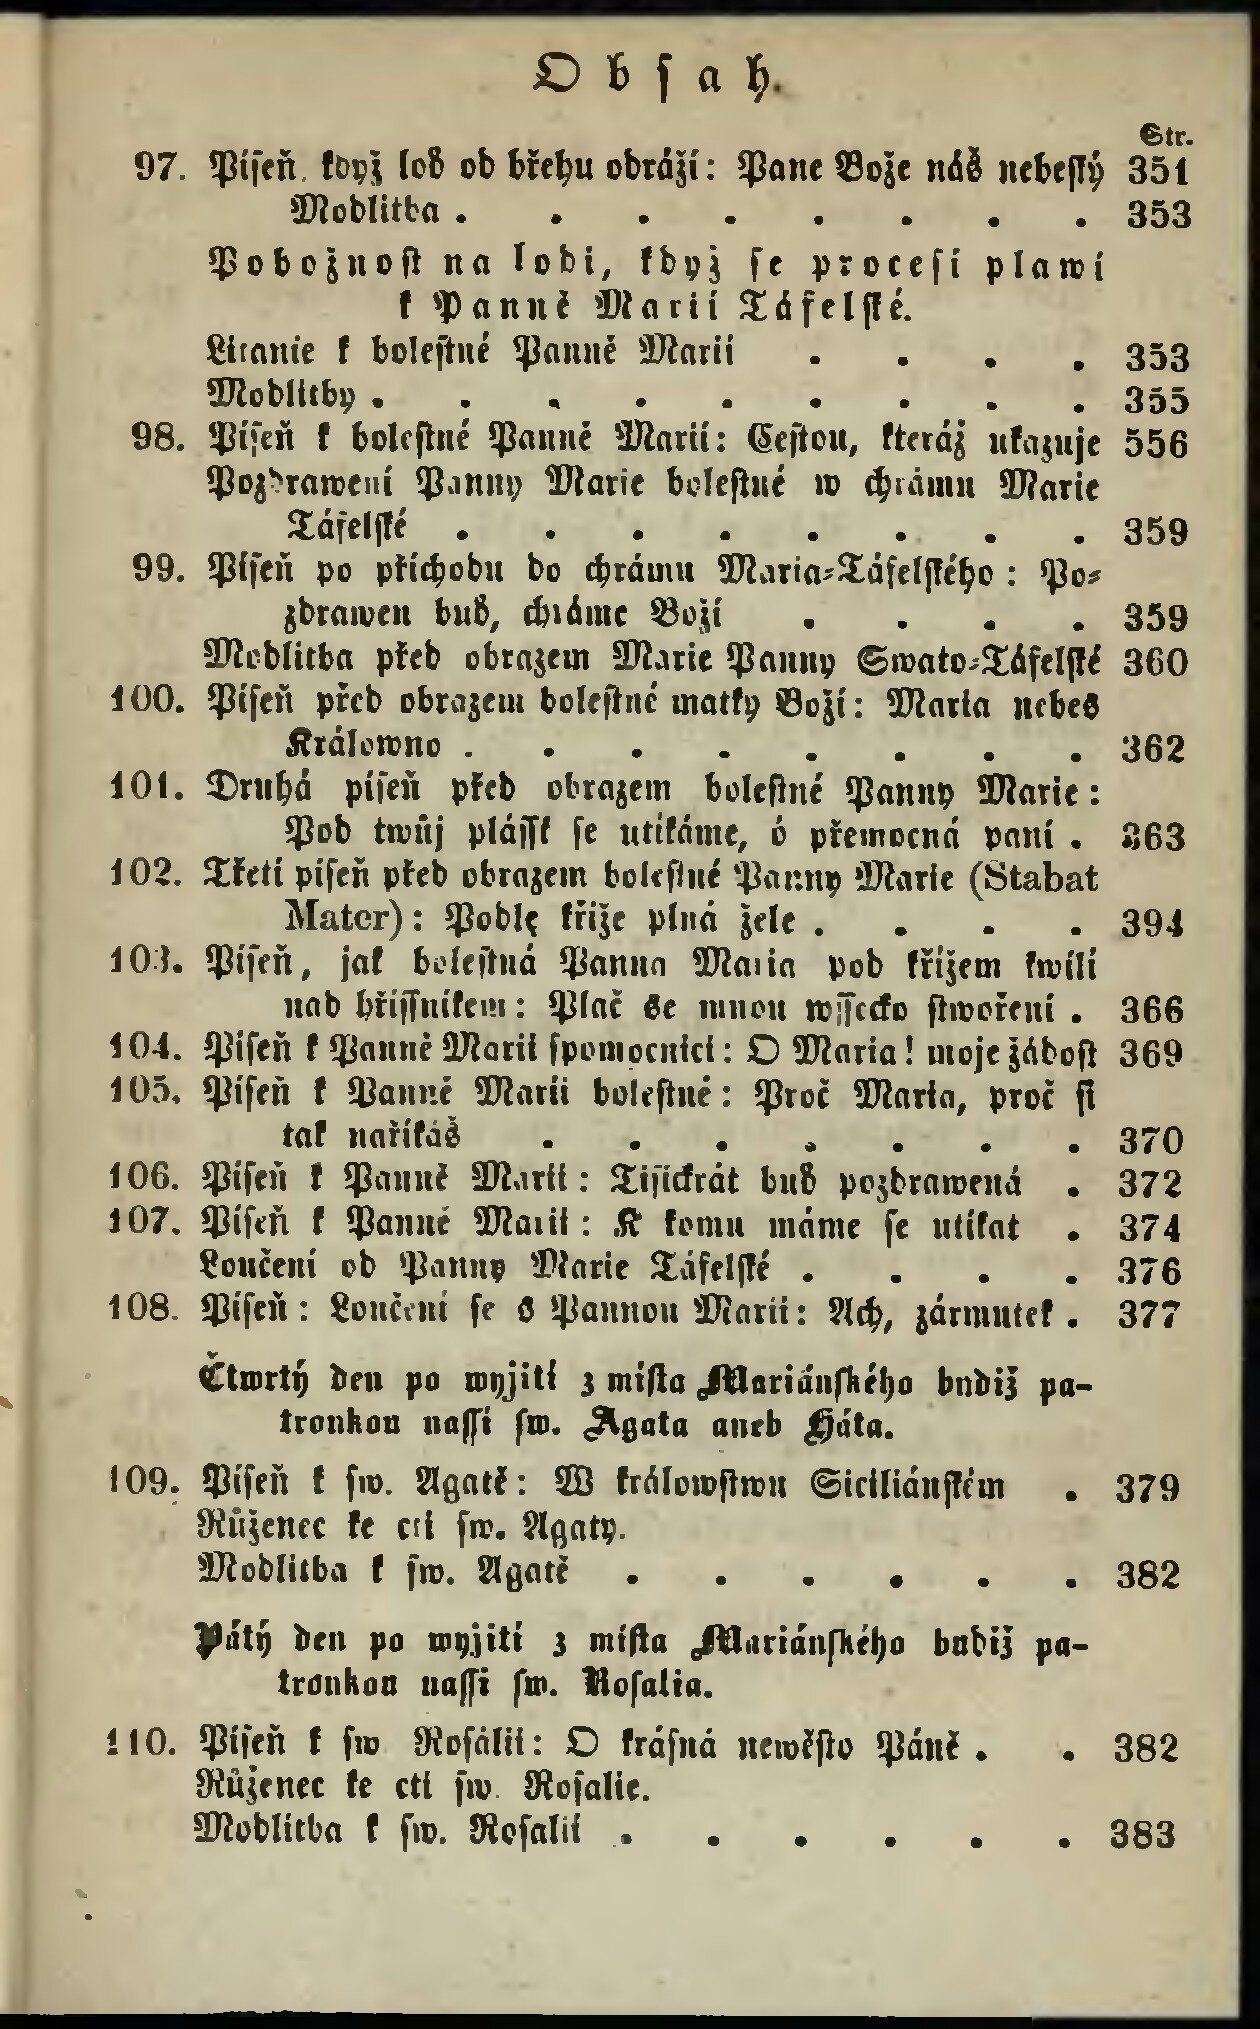 Obsah.
Str.
97. Píseň, když loď od břehu odráží: Pane Bože náš nebeský 351
Modlitba . . . . . . . . 353
Pobožnost na lodi, když se procesí plawí
k Panně Marii Táfelské.
Litanie k bolestné Panně Marii . . . . 353
Modlitby . . . . . . . . . 355
98. Píseň k bolestné Panně Marii: Cestou, kteráž ukazuje 556
Pozdrawení Panny Marie bolestné w chrámu Marie
Táfelské . . . . . . . . 359
99. Píseň po příchodu do chrámu Maria-Táfelského: Po-
zdrawen buď, chráme Boží . . . . 359
Modlitba před obrazem Marie Panny Swato-Táfelské 360
100. Píseň před obrazem bolestné matky Boží: Maria nebes
Králowno . . . . . . . . 362
101. Druhá píseň před obrazem bolestné Panny Marie:
Pod twůj plášsk se utíkáme, ó přemocná paní . 363
102. Třetí píseň před obrazem bolestné Panny Marie (Stabat
Mater): Podlę kříže plná žele . . . . 394
103. Píseň, jak bolestná Panna Maria pod křížem kwílí
nad hříssníkem: Plač se mnou wssecko stwoření . 366
104. Píseň k Panně Marii spomocnici: O Maria! moje žádost 369
105. Píseň k Panně Marii bolestné: Proč Maria, proč si
tak naříkáš . . . . . . . 370
106. Píseň k Panně Marii: Tisíckrát buď pozdrawená . 372
107. Píseň k Panně Marii: K komu máme se utíkat . 374
Loučení od Panny Marie Táfelské . . . . 376
108. Píseň: Loučení se s Pannou Marií: Ach, zármutek . 377
Čtwrtý den po wyjití z místa Mariánského budiž pa-
tronkou nassí sw. Agata aneb Háta.
109. Píseň k sw. Agatě: W králowstwu Siciliánském . 379
Růženec ke cti sw. Agaty.
Modlitba k sw. Agatě . . . . . . 382
Pátý den po wyjití z místa Mariánského budiž pa-
tronkou nassi sw. Rosalia.
110. Píseň k sw Rosálii: O krásná newěsto Páně . . 382
Růženec ke cti sw. Rosalie.
Modlitba k sw. Rosalii . . . . . . 383